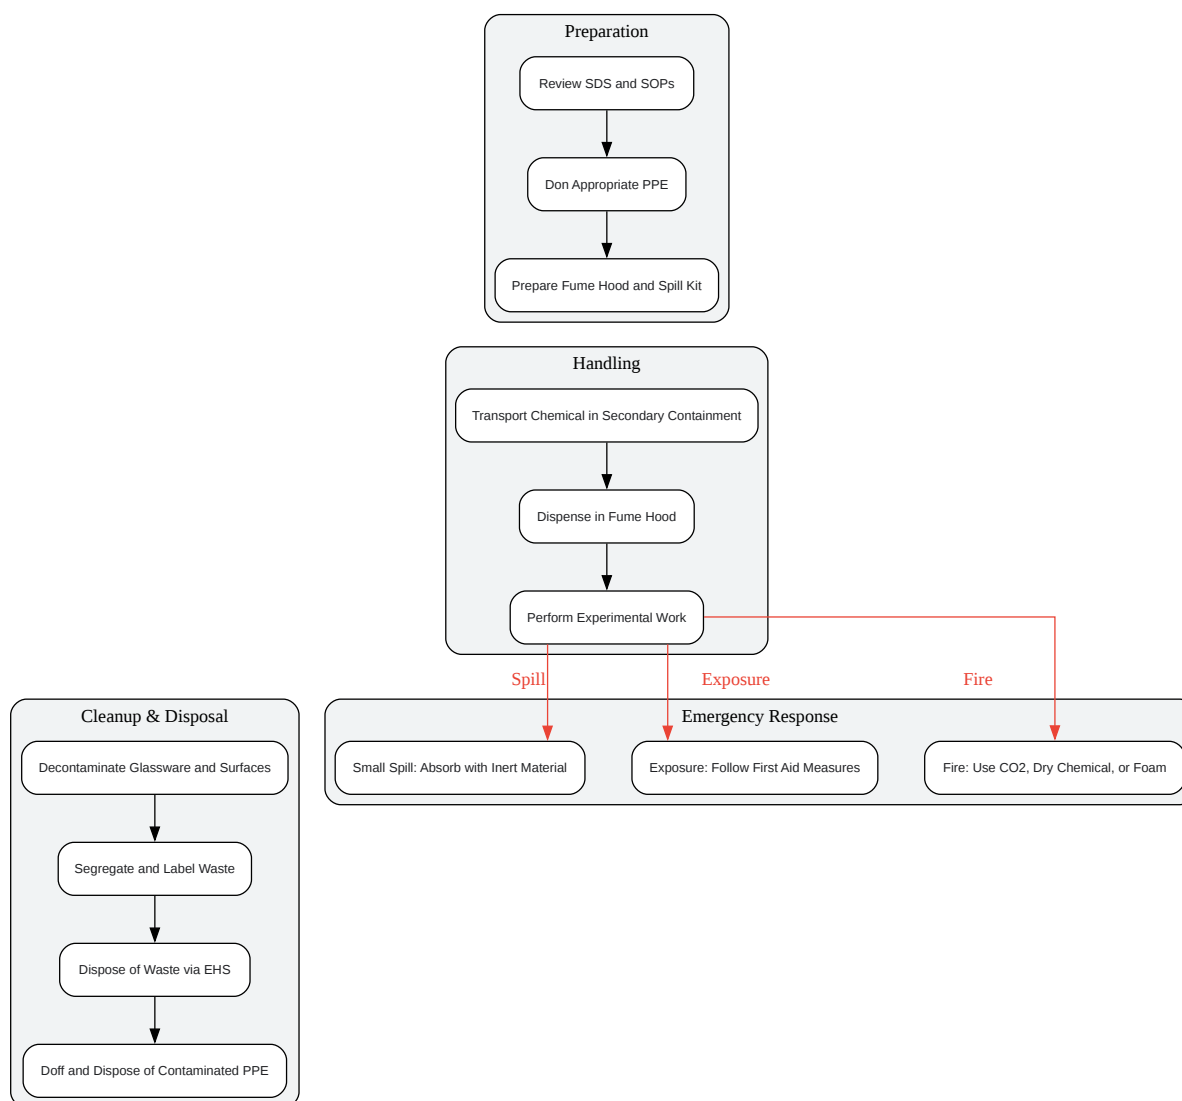 Preparation
Review SDS and SOPs
Don Appropriate PPE
Prepare Fume Hood and Spill Kit
Handling
Transport Chemical in Secondary Containment
Dispense in Fume Hood
Perform Experimental Work
Spill
Exposure
Fire
Cleanup & Disposal
Decontaminate Glassware and Surfaces
Segregate and Label Waste
Dispose of Waste via EHS
Doff and Dispose of Contaminated PPE
Emergency Response
Small Spill: Absorb with Inert Material
Exposure: Follow First Aid Measures
Fire: Use CO2, Dry Chemical, or Foam